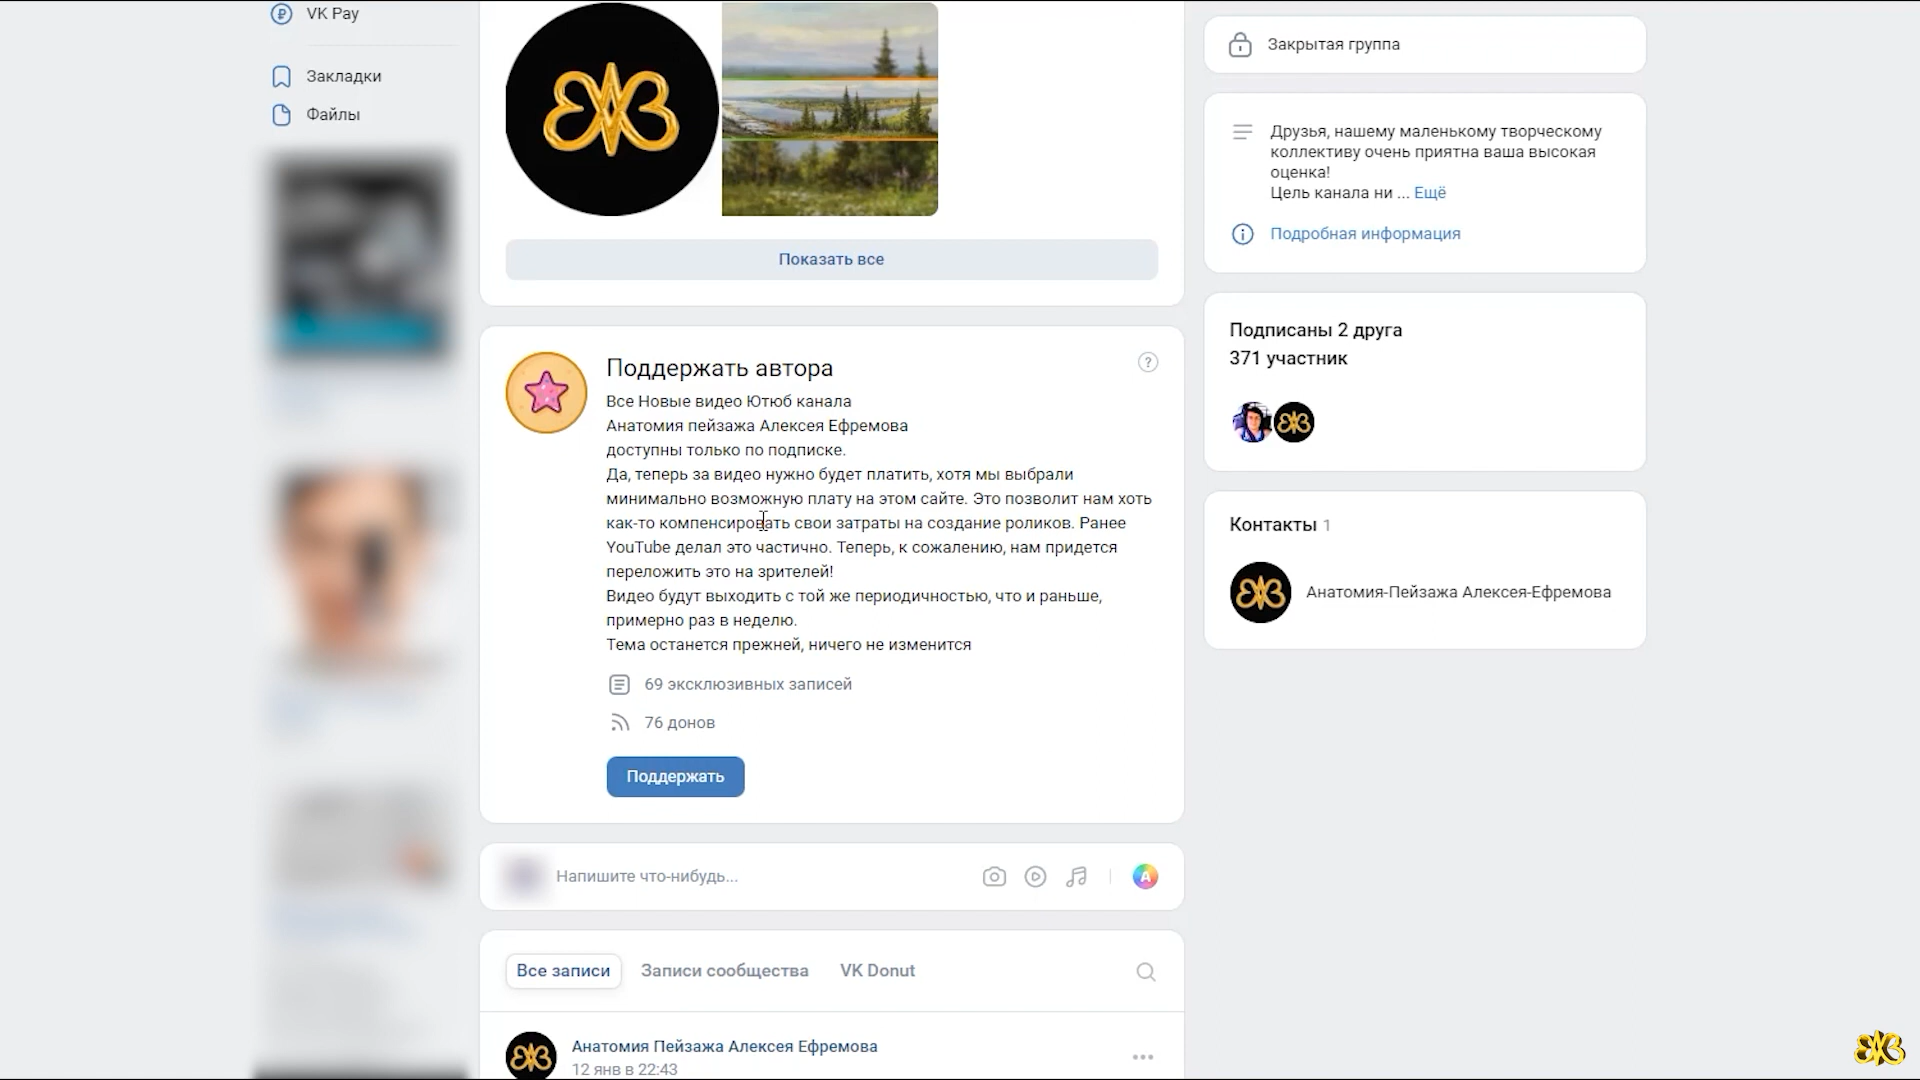 VK Pay
Закладки
Файлы
Показать все
Поддержать автора
Все Новые видео Ютюб канала
Анатомия пейзажа Алексея Ефремова
доступны только по подписке.
Да, теперь за видео нужно будет платить, хотя мы выбрали
минимально возможную плату на этом сайте. Это позволит нам хоть
как-то компенсировать свои затраты на создание роликов. Ранее
YouTube делал это частично. Теперь, к сожалению, нам придется
переложить это на зрителей!
Видео будут выходить с той же периодичностью, что и раньше,
примерно раз в неделю.
Тема останется прежней, ничего не изменится
69 эксклюзивных записей
76 донов
Поддержать
Напишите что-нибудь...
Все записи
Записи сообщества
VK Donut
Анатомия Пейзажа Алексея Ефремова
12 янв в 22:43
Закрытая группа
Друзья, нашему маленькому творческому
коллективу очень приятна ваша высокая
оценка!
Цель канала ни ... Ещё
Подробная информация
Подписаны 2 друга
371 участник
Контакты 1
Анатомия-Пейзажа Алексея-Ефремова